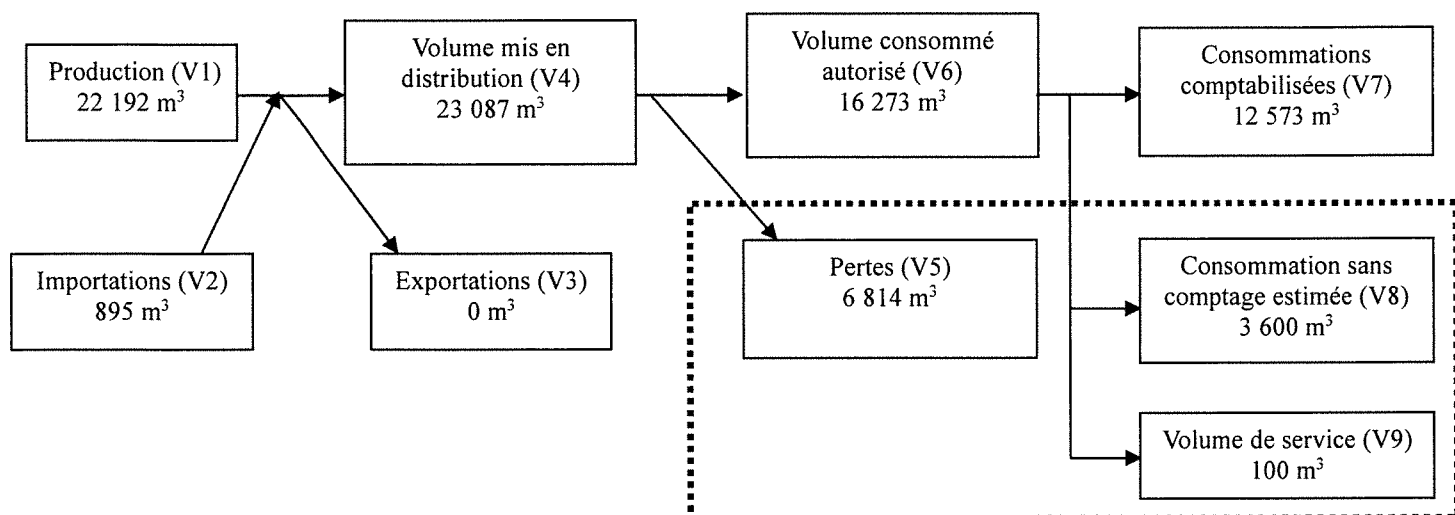 Production (V1)
22 192 m³
Volume mis en
distribution (V4)
23 087 m³
Volume consommé
autorisé (V6)
16 273 m³
Consommations
comptabilisées (V7)
12 573 m³
Importations (V2)
895 m³
Exportations (V3)
0 m³
Pertes (V5)
6 814 m³
Consommation sans
comptage estimée (V8)
3 600 m³
Volume de service (V9)
100 m³